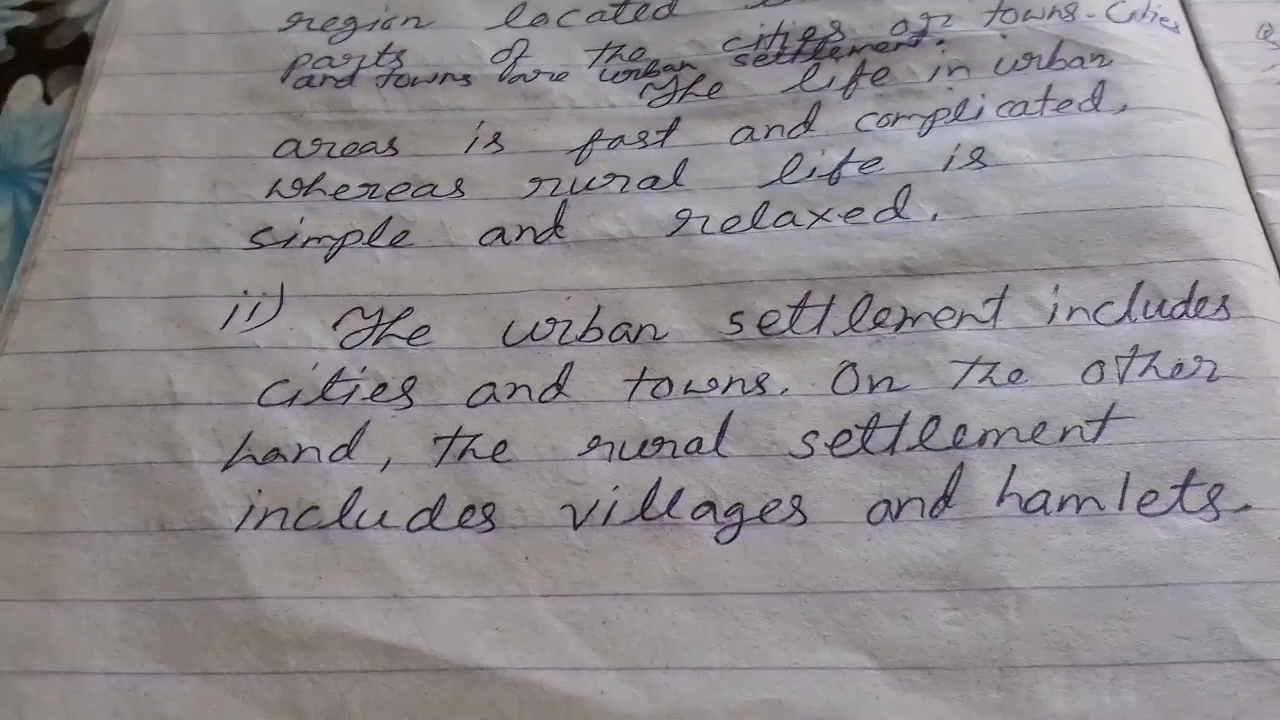 region located
parts of the cities or towns. Cities
and towns are urban settlement.
The life in urban
areas is fast and complicated,
whereas rural life is
simple and relaxed.
ii) The urban settlement includes
cities and towns. On the other
hand, the rural settlement
includes villages and hamlets.